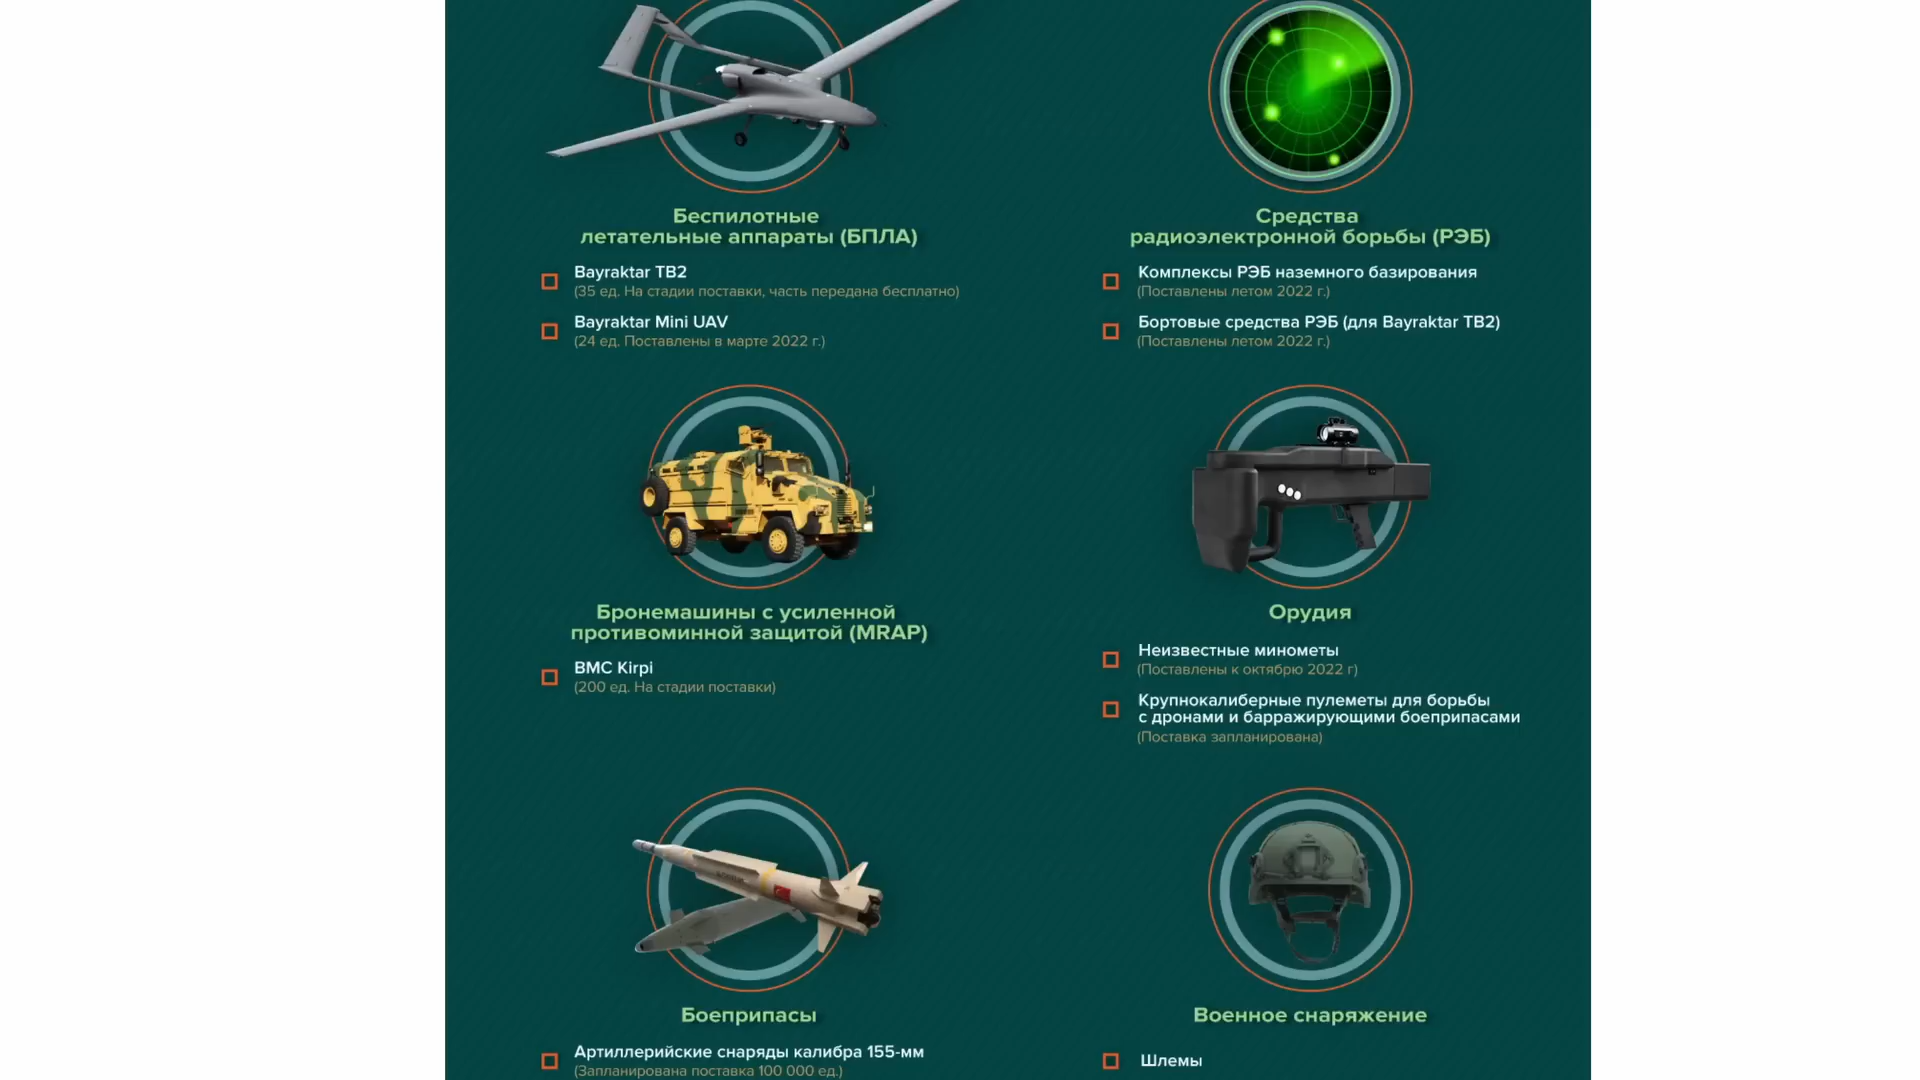 Беспилотные
летательные аппараты (БПЛА)
Bayraktar TB2
(35 ед. На стадии поставки, часть передана бесплатно)
Bayraktar Mini UAV
(24 ед. Поставлены в марте 2022 г.)
Средства
радиоэлектронной борьбы (РЭБ)
Комплексы РЭБ наземного базирования
(Поставлены летом 2022 г.)
Бортовые средства РЭБ (для Bayraktar TB2)
(Поставлены летом 2022 г.)
Бронемашины с усиленной
противоминной защитой (MRAP)
BMC Kirpi
(200 ед. На стадии поставки)
Орудия
Неизвестные минометы
(Поставлены к октябрю 2022 г)
Крупнокалиберные пулеметы для борьбы
с дронами и барражирующими боеприпасами
(Поставка запланирована)
Боеприпасы
Артиллерийские снаряды калибра 155-мм
(Запланирована поставка 100 000 ед.)
Военное снаряжение
Шлемы